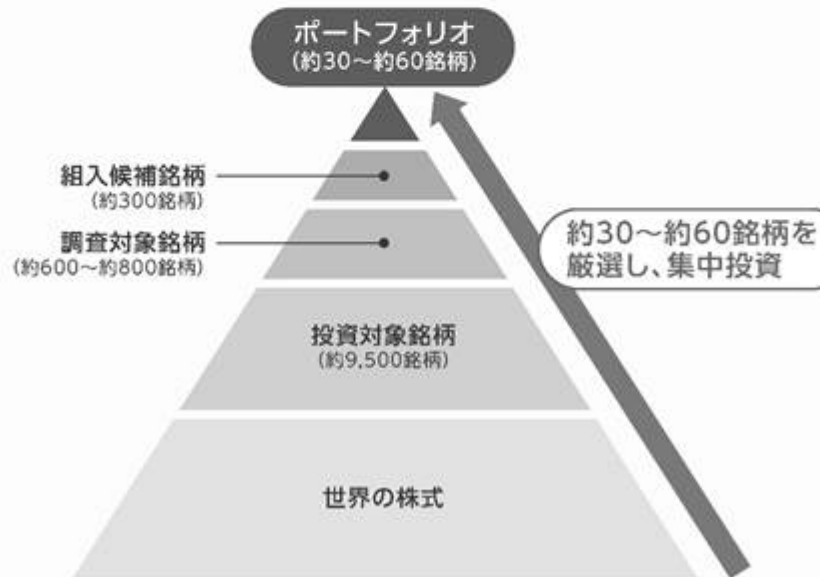 ポートフォリオ
(約30～約60銘柄)
組入候補銘柄
(約300銘柄)
調査対象銘柄
(約600～約800銘柄)
約30～約60銘柄を
厳選し、集中投資
投資対象銘柄
(約9,500銘柄)
世界の株式